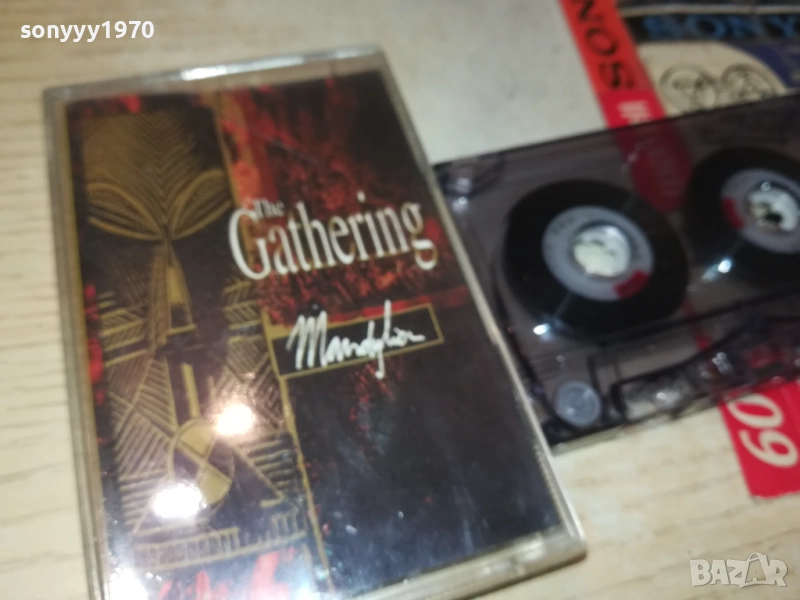 sonyyy1970
The
Gathering
Mandylion
SONY
60
BAZAR